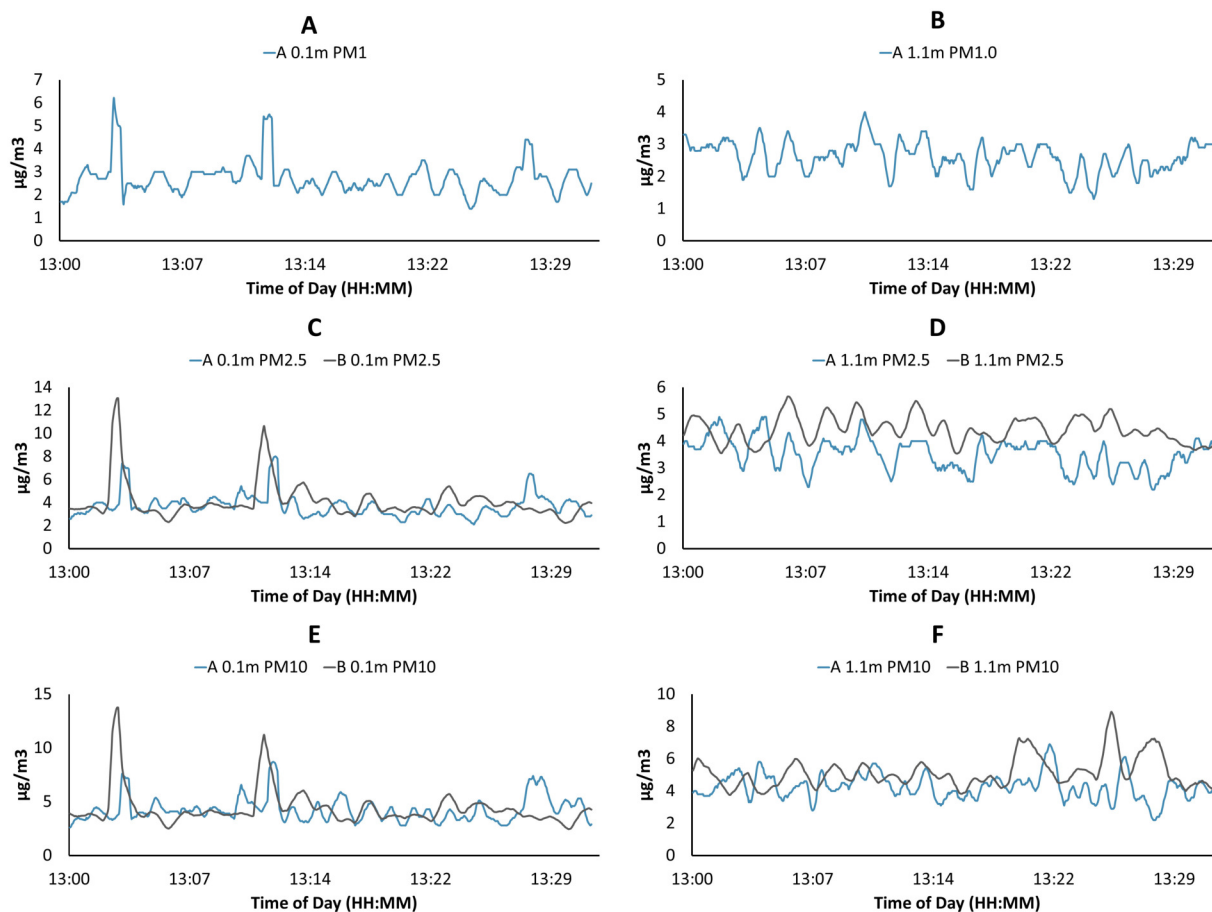 A
A 0.1m PM1
7
6
5
4
3
2
1
0
µg/m3
13:00 13:07 13:14 13:22 13:29
Time of Day (HH:MM)
B
A 1.1m PM1.0
5
4
3
2
1
0
µg/m3
13:00 13:07 13:14 13:22 13:29
Time of Day (HH:MM)
C
A 0.1m PM2.5 B 0.1m PM2.5
14
12
10
8
6
4
2
0
µg/m3
13:00 13:07 13:14 13:22 13:29
Time of Day (HH:MM)
D
A 1.1m PM2.5 B 1.1m PM2.5
6
5
4
3
2
1
0
µg/m3
13:00 13:07 13:14 13:22 13:29
Time of Day (HH:MM)
E
A 0.1m PM10 B 0.1m PM10
15
10
5
0
µg/m3
13:00 13:07 13:14 13:22 13:29
Time of Day (HH:MM)
F
A 1.1m PM10 B 1.1m PM10
10
8
6
4
2
0
µg/m3
13:00 13:07 13:14 13:22 13:29
Time of Day (HH:MM)